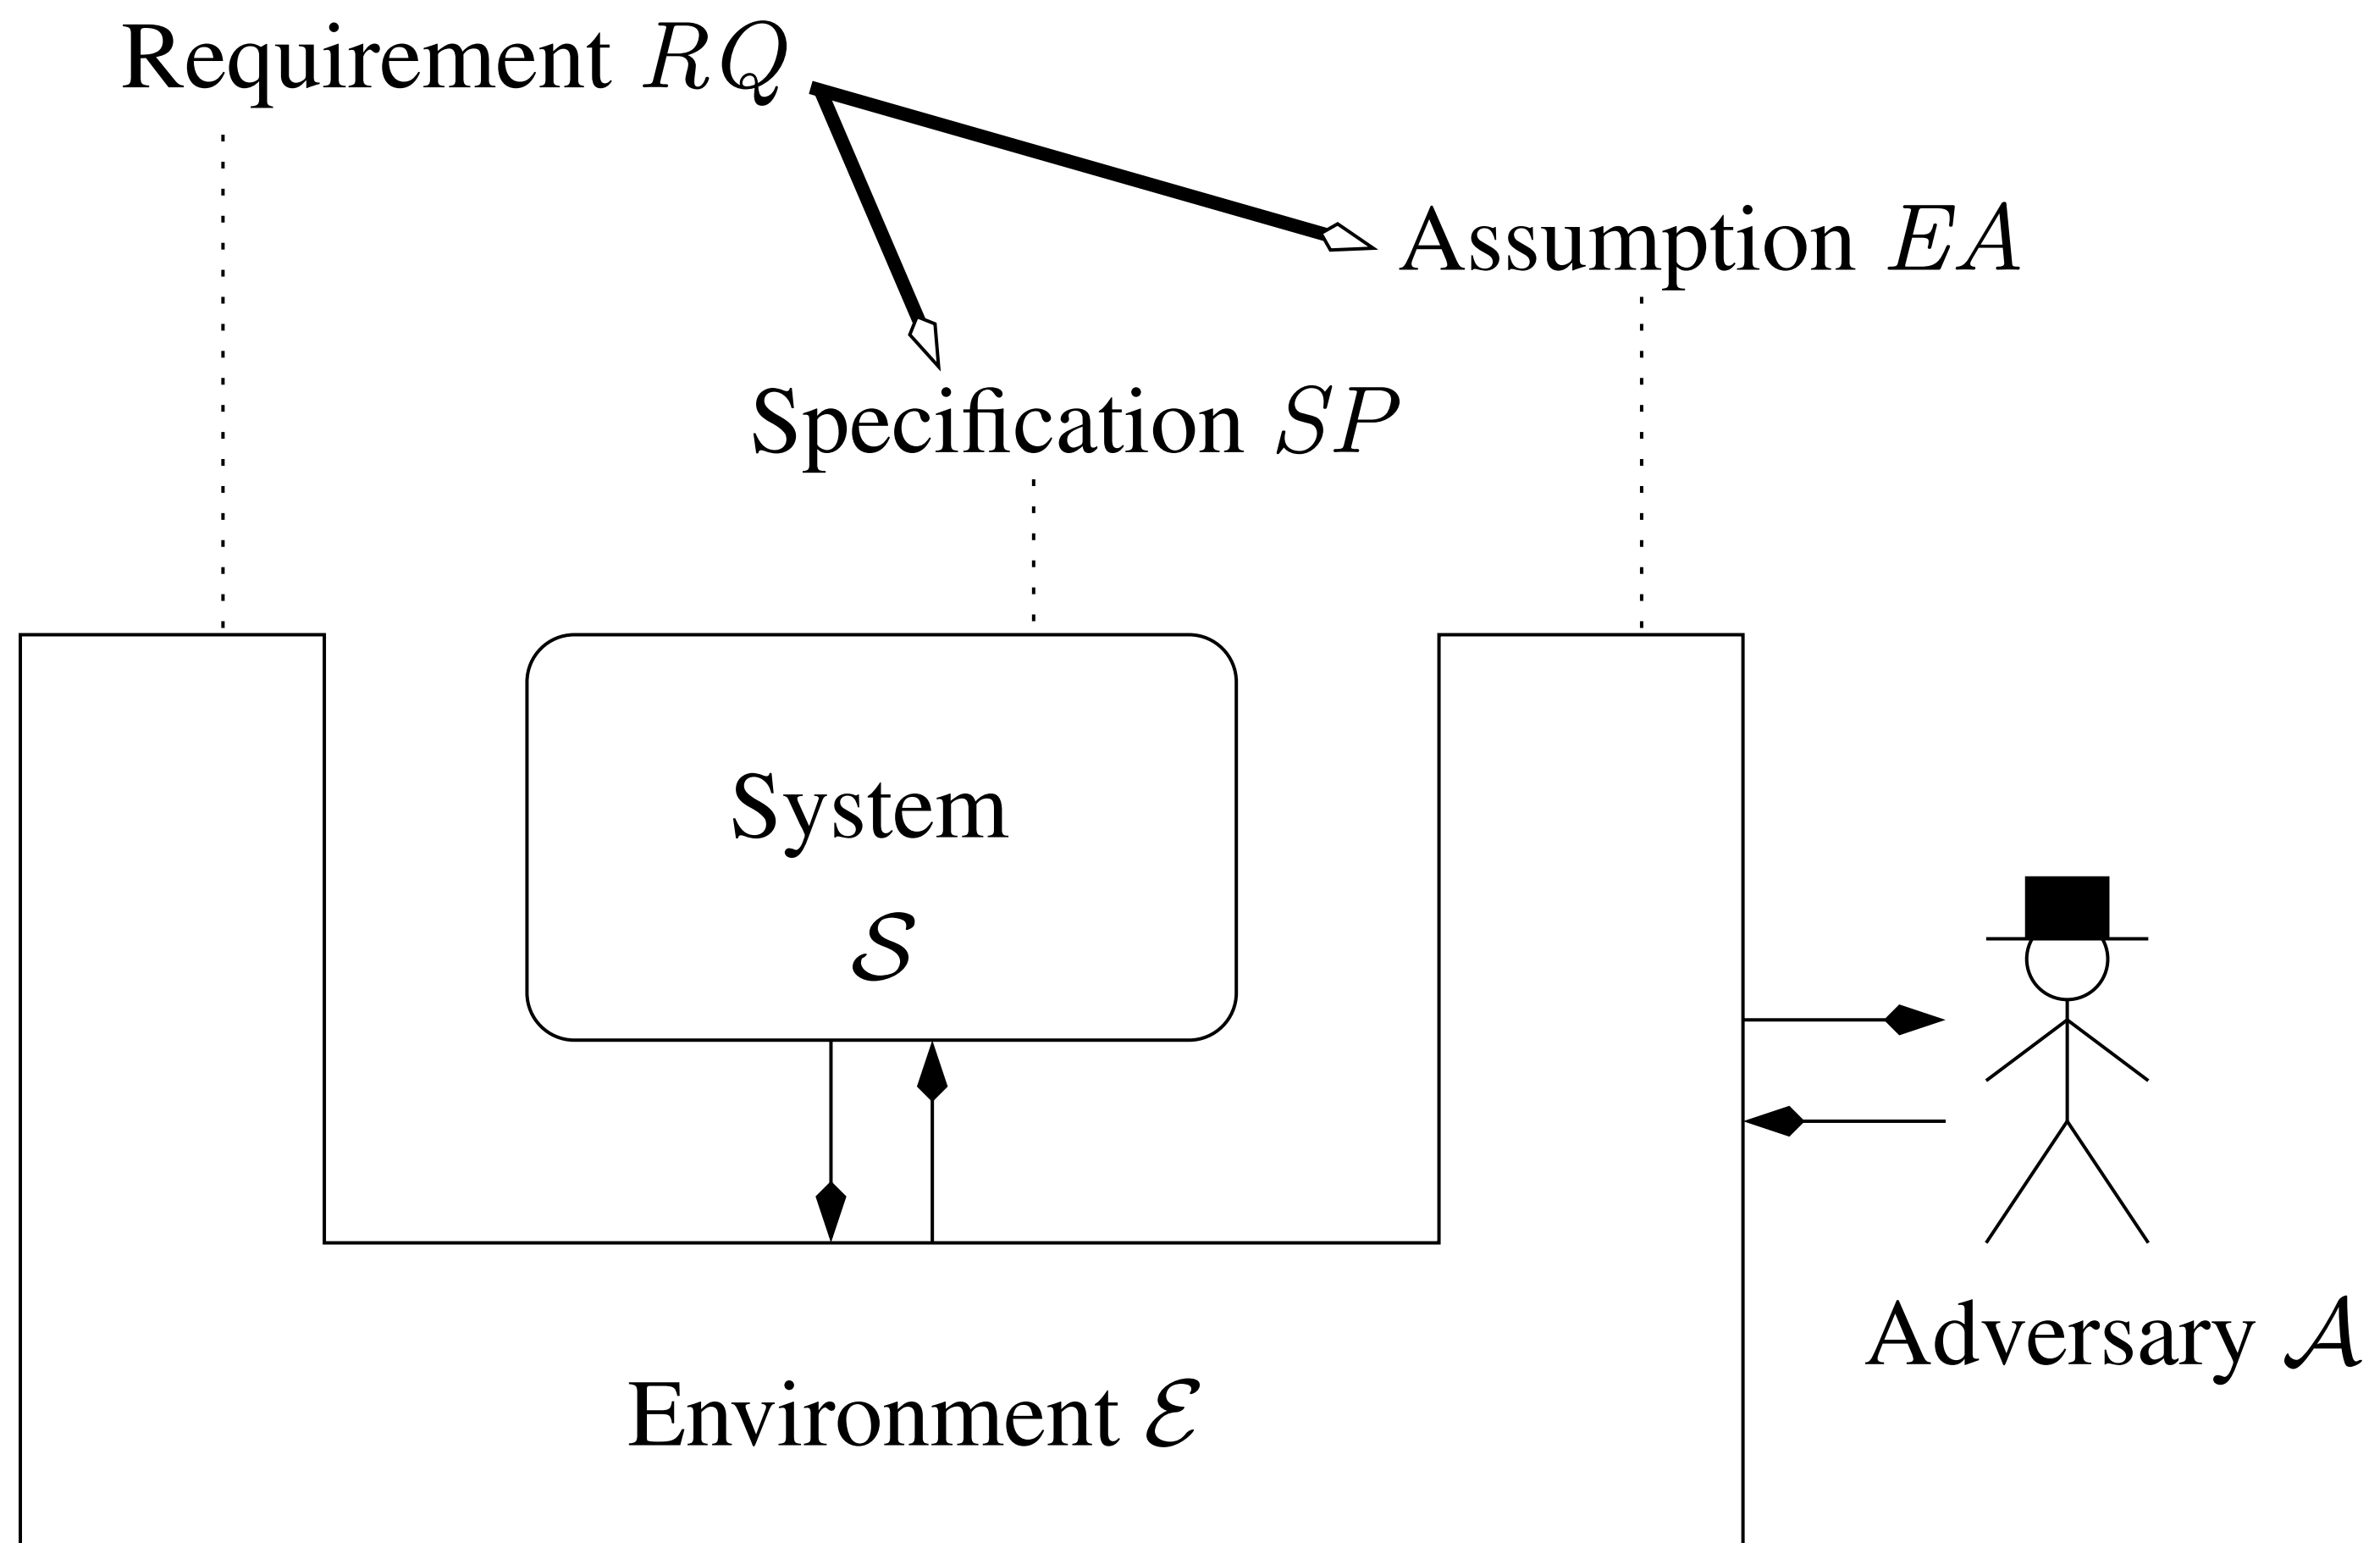 Requirement RQ
Assumption EA
Specification SP
System
𝒮
Adversary 𝒜
Environment ℰ